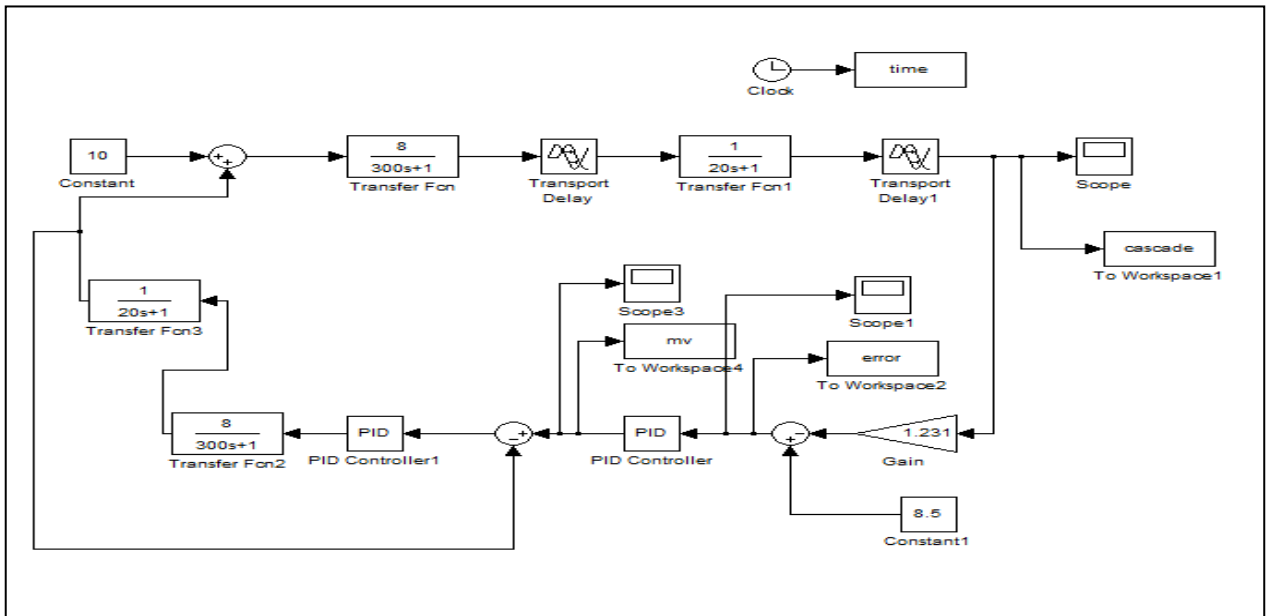 time
Clock
10
Constant
++
8
300s+1
Transfer Fcn
Transport
Delay
1
20s+1
Transfer Fcn1
Transport
Delay1
Scope
cascade
To Workspace1
1
20s+1
Transfer Fcn3
Scope3
mv
To Workspace4
Scope1
error
To Workspace2
8
300s+1
Transfer Fcn2
PID
PID Controller1
− +
PID
PID Controller
− +
1.231
Gain
8.5
Constant1